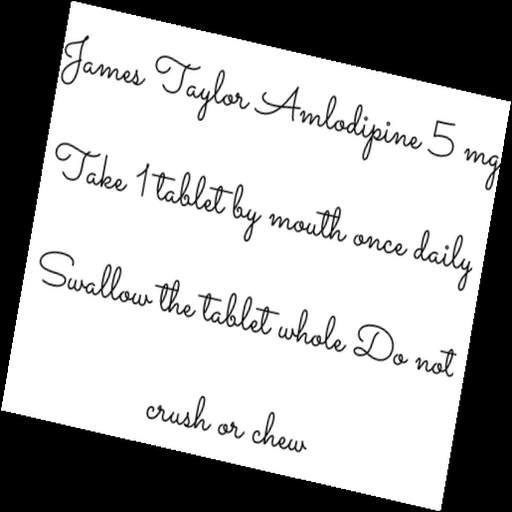 James Taylor Amlodipine 5 mg
Take 1 tablet by mouth once daily
Swallow the tablet whole Do not
crush or chew